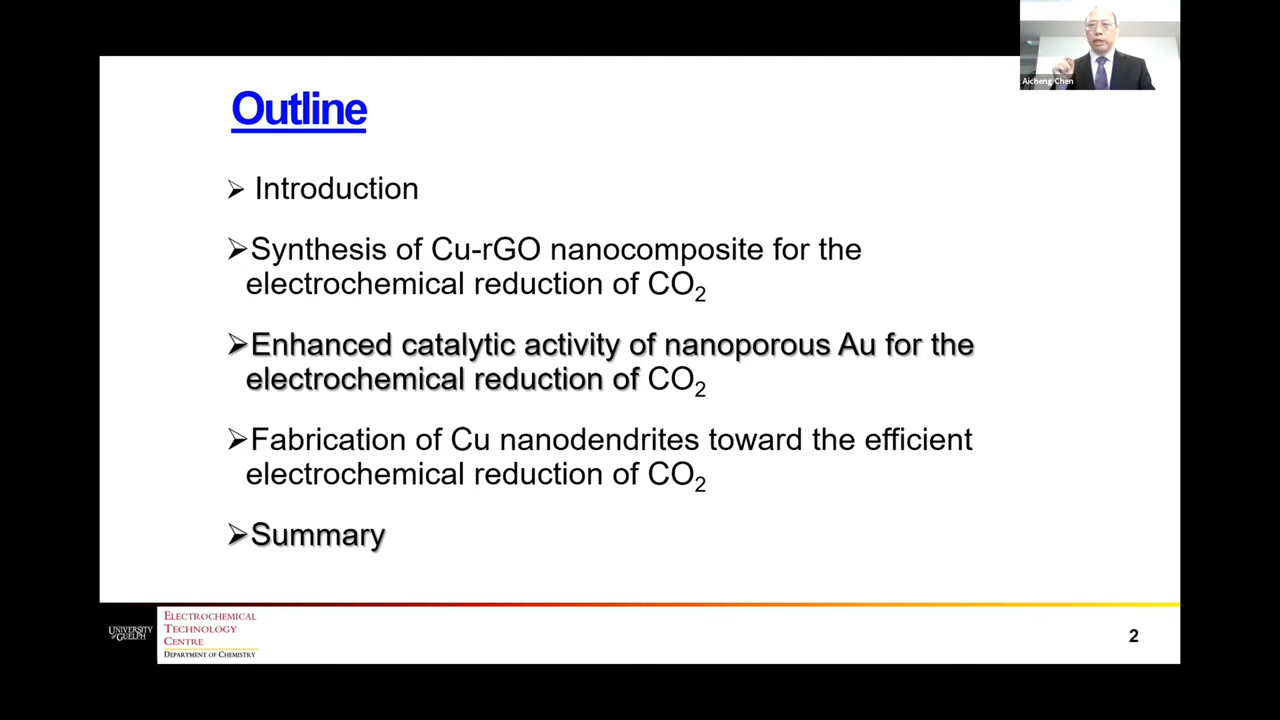 Aicheng Chen
Outline
➢ Introduction
➢Synthesis of Cu-rGO nanocomposite for the
electrochemical reduction of CO₂
➢Enhanced catalytic activity of nanoporous Au for the
electrochemical reduction of CO₂
➢Fabrication of Cu nanodendrites toward the efficient
electrochemical reduction of CO₂
➢Summary
UNIVERSITY
OF GUELPH
ELECTROCHEMICAL
TECHNOLOGY
CENTRE
DEPARTMENT OF CHEMISTRY
2